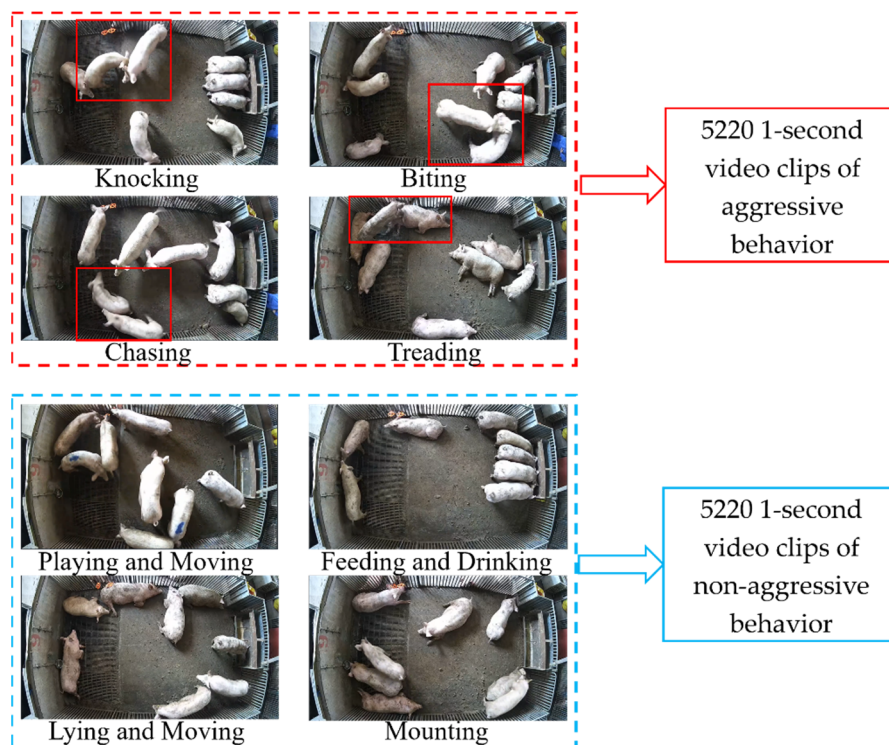 Knocking
Biting
Chasing
Treading
5220 1-second
video clips of
aggressive
behavior
Playing and Moving
Feeding and Drinking
Lying and Moving
Mounting
5220 1-second
video clips of
non-aggressive
behavior